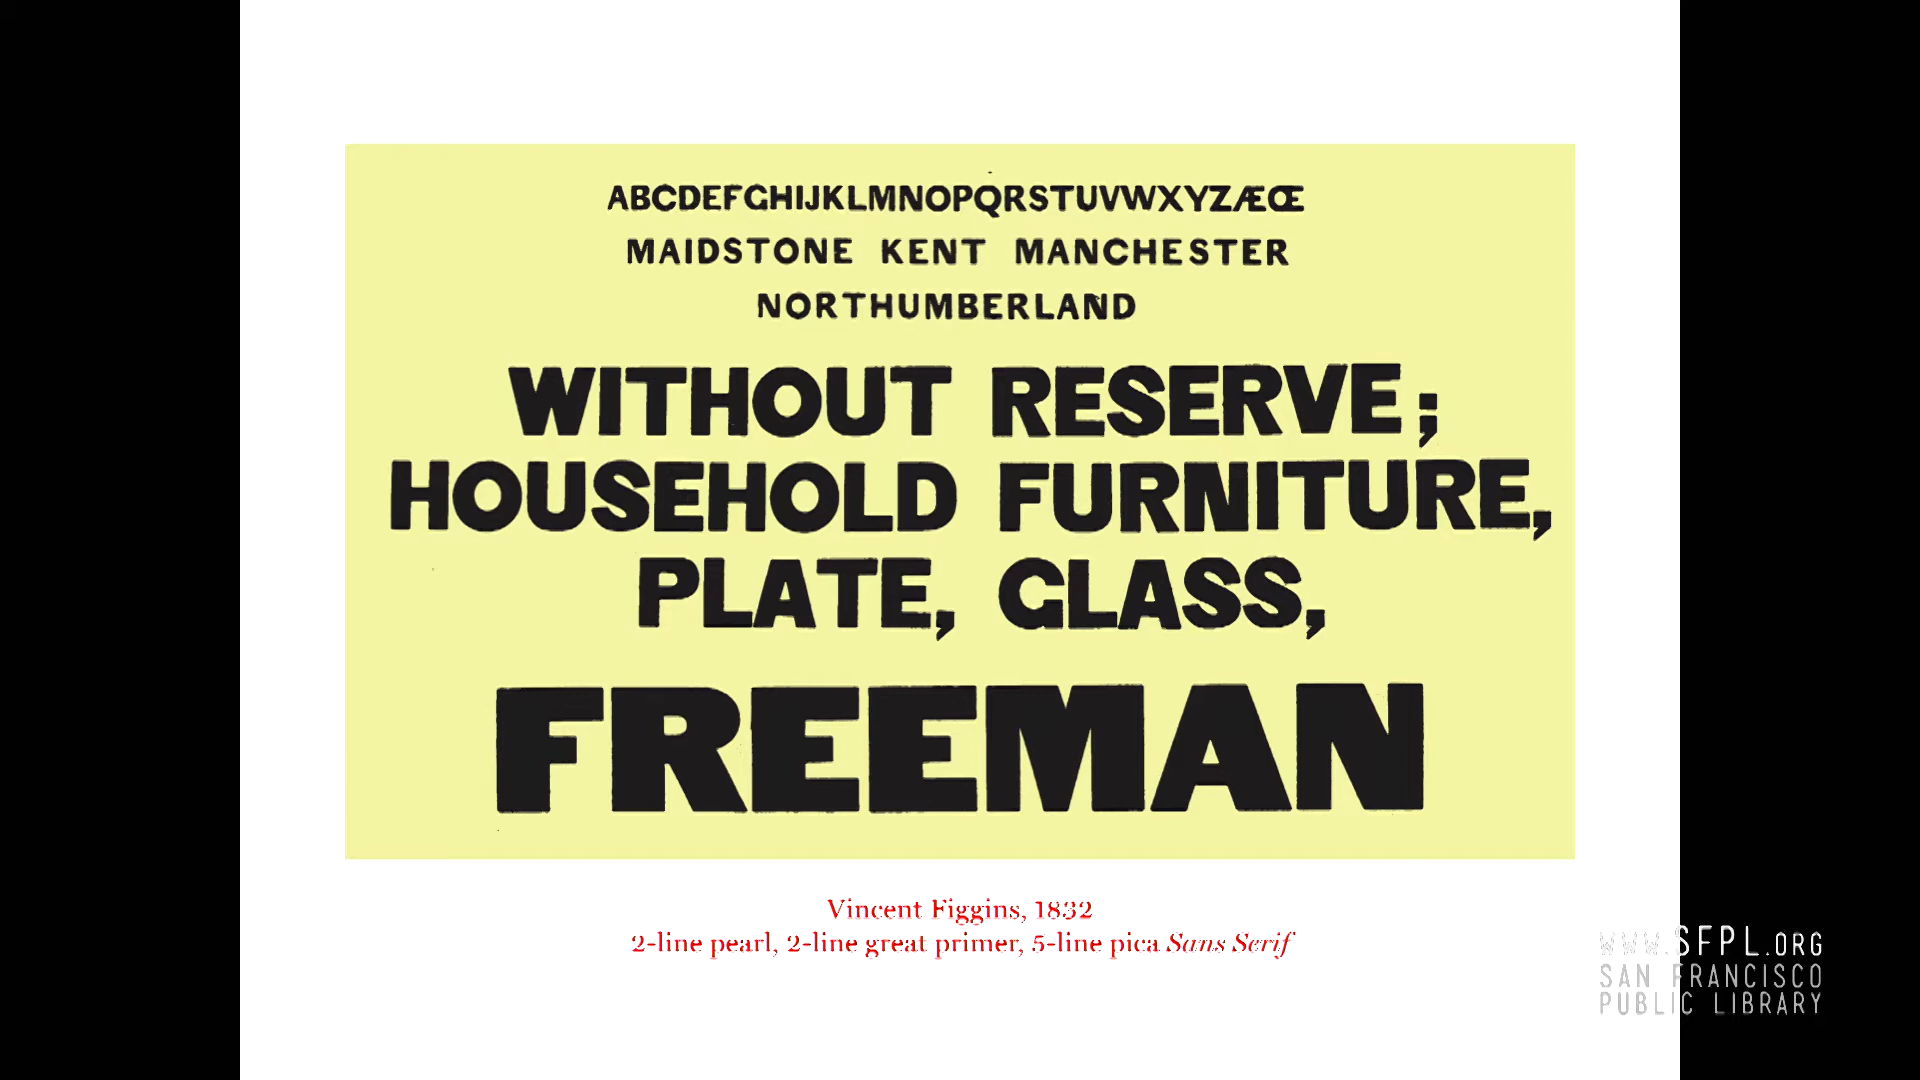 ABCDEFGHIJKLMNOPQRSTUVWXYZÆŒ
MAIDSTONE KENT MANCHESTER
NORTHUMBERLAND
WITHOUT RESERVE;
HOUSEHOLD FURNITURE,
PLATE, GLASS,
FREEMAN
Vincent Figgins, 1832
2-line pearl, 2-line great primer, 5-line pica Sans Serif
WWW.SFPL.ORG
SAN FRANCISCO
PUBLIC LIBRARY